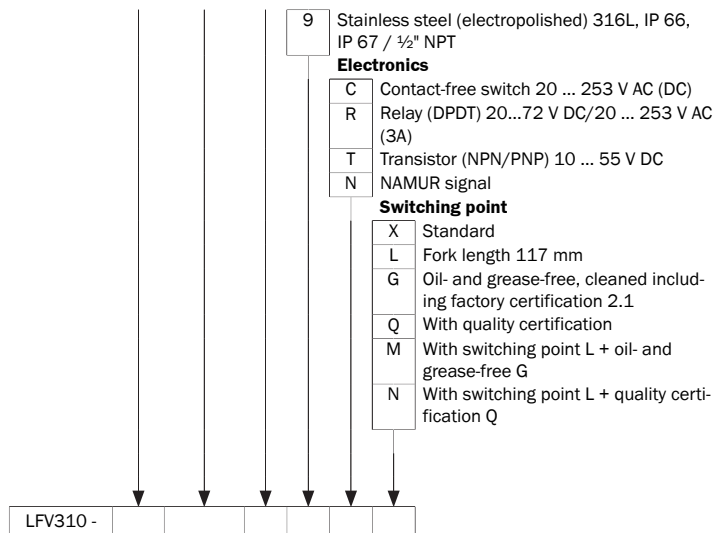 9 Stainless steel (electropolished) 316L, IP 66,
IP 67 / ½" NPT
Electronics
C Contact-free switch 20 ... 253 V AC (DC)
R Relay (DPDT) 20...72 V DC/20 ... 253 V AC
(3A)
T Transistor (NPN/PNP) 10 ... 55 V DC
N NAMUR signal
Switching point
X Standard
L Fork length 117 mm
G Oil- and grease-free, cleaned includ-
ing factory certification 2.1
Q With quality certification
M With switching point L + oil- and
grease-free G
N With switching point L + quality certi-
fication Q
LFV310 -